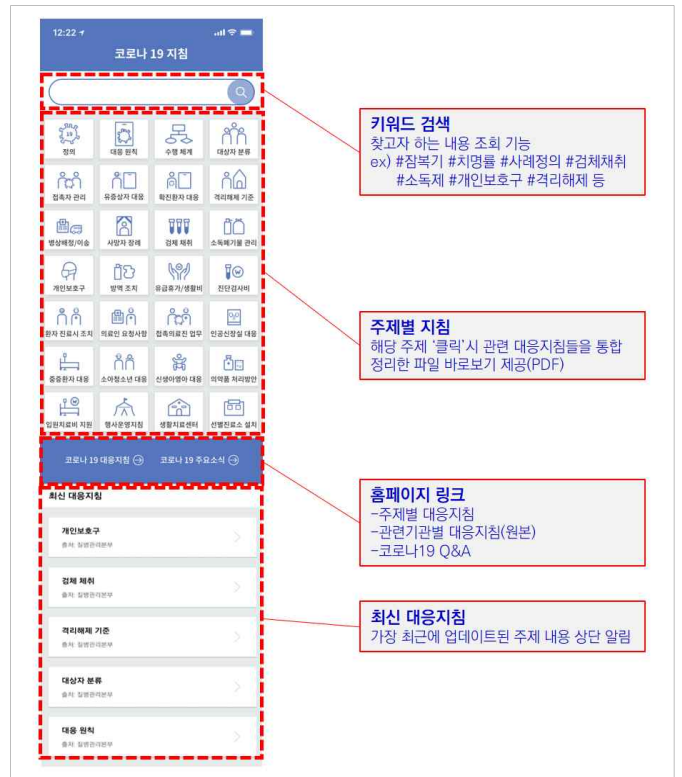 12:22
코로나 19 지침
정의
대응 원칙
수행 체계
대상자 분류
접촉자 관리
유증상자 대응
확진환자 대응
격리해제 기준
병상배정/이송
사망자 장례
검체 채취
소독폐기물 관리
개인보호구
방역 조치
유급휴가/생활비
진단검사비
환자 진료시 조치
의료인 요청사항
접촉의료진 업무
인공신장실 대응
중증환자 대응
소아청소년 대응
신생아영아 대응
의약품 처리방안
입원치료비 지원
행사운영지침
생활치료센터
선별진료소 설치
코로나 19 대응지침
코로나 19 주요소식
최신 대응지침
개인보호구
출처: 질병관리본부
검체 채취
출처: 질병관리본부
격리해제 기준
출처: 질병관리본부
대상자 분류
출처: 질병관리본부
대응 원칙
출처: 질병관리본부
키워드 검색
찾고자 하는 내용 조회 기능
ex) #잠복기 #치명률 #사례정의 #검체채취
#소독제 #개인보호구 #격리해제 등
주제별 지침
해당 주제 ‘클릭’시 관련 대응지침들을 통합
정리한 파일 바로보기 제공(PDF)
홈페이지 링크
-주제별 대응지침
-관련기관별 대응지침(원본)
-코로나19 Q&A
최신 대응지침
가장 최근에 업데이트된 주제 내용 상단 알림